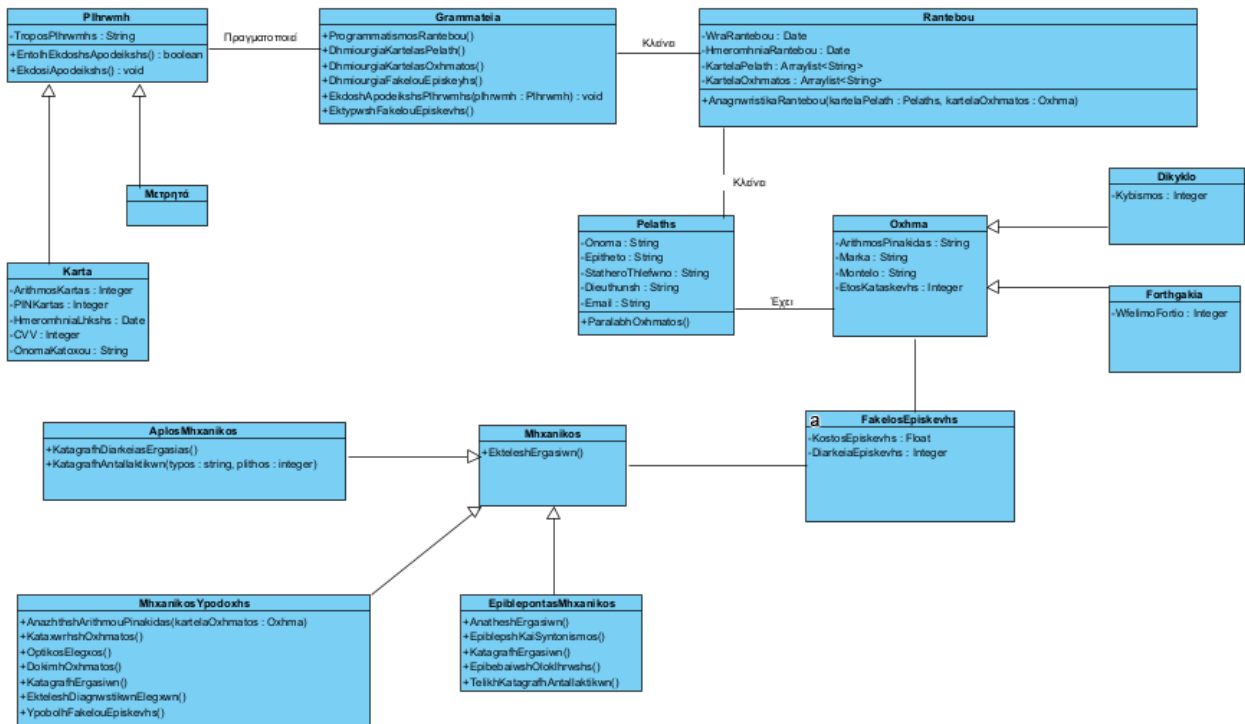 Plhrwmh
-TroposPlhrwmhs : String
+EntolhEkdoshsApodeikshs() : boolean
+EkdosiApodeikshs() : void
Πραγματοποιεί
Grammateia
+ProgrammatismosRantebou()
+DhmiourgiaKartelasPelath()
+DhmiourgiaKartelasOxhmatos()
+DhmiourgiaFakelouEpiskeyhs()
+EkdoshApodeikshsPlhrwmhs(plhrwmh : Plhrwmh) : void
+EktypwshFakelouEpiskevhs()
Κλείνει
Rantebou
-WraRantebou : Date
-HmeromhniaRantebou : Date
-KartelaPelath : Arraylist<String>
-KartelaOxhmatos : Arraylist<String>
+AnagnwristikaRantebou(kartelaPelath : Pelaths, kartelaOxhmatos : Oxhma)
Κλείνει
Μετρητά
Karta
-ArithmosKartas : Integer
-PINKartas : Integer
-HmeromhniaLhkshs : Date
-CVV : Integer
-OnomaKatoxou : String
Pelaths
-Onoma : String
-Epitheto : String
-StatheroThlefwno : String
-Dieuthunsh : String
-Email : String
+ParalabhOxhmatos()
Έχει
Oxhma
-ArithmosPinakidas : String
-Marka : String
-Montelo : String
-EtosKataskevhs : Integer
Dikyklo
-Kybismos : Integer
Forthgakia
-WfelimoFortio : Integer
AplosMhxanikos
+KatagrafhDiarkeiasErgasias()
+KatagrafhAntallaktikwn(typos : string, plithos : integer)
Mhxanikos
+EkteleshErgasiwn()
a
FakelosEpiskevhs
-KostosEpiskevhs : Float
-DiarkeiaEpiskevhs : Integer
MhxanikosYpodoxhs
+AnazhthshArithmouPinakidas(kartelaOxhmatos : Oxhma)
+KataxwrhshOxhmatos()
+OptikosElegxos()
+DokimhOxhmatos()
+KatagrafhErgasiwn()
+EkteleshDiagnwstikwnElegxwn()
+YpobolhFakelouEpiskevhs()
EpiblepontasMhxanikos
+AnatheshErgasiwn()
+EpiblepshKaiSyntonismos()
+KatagrafhErgasiwn()
+EpibebaiwshOloklhrwshs()
+TelikhKatagrafhAntallaktikwn()